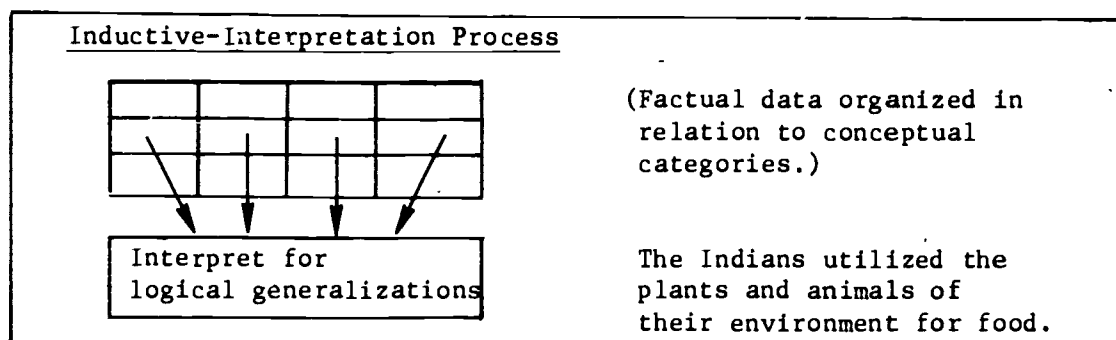 Inductive-Interpretation Process
(Factual data organized in
relation to conceptual
categories.)
Interpret for
logical generalizations
The Indians utilized the
plants and animals of
their environment for food.